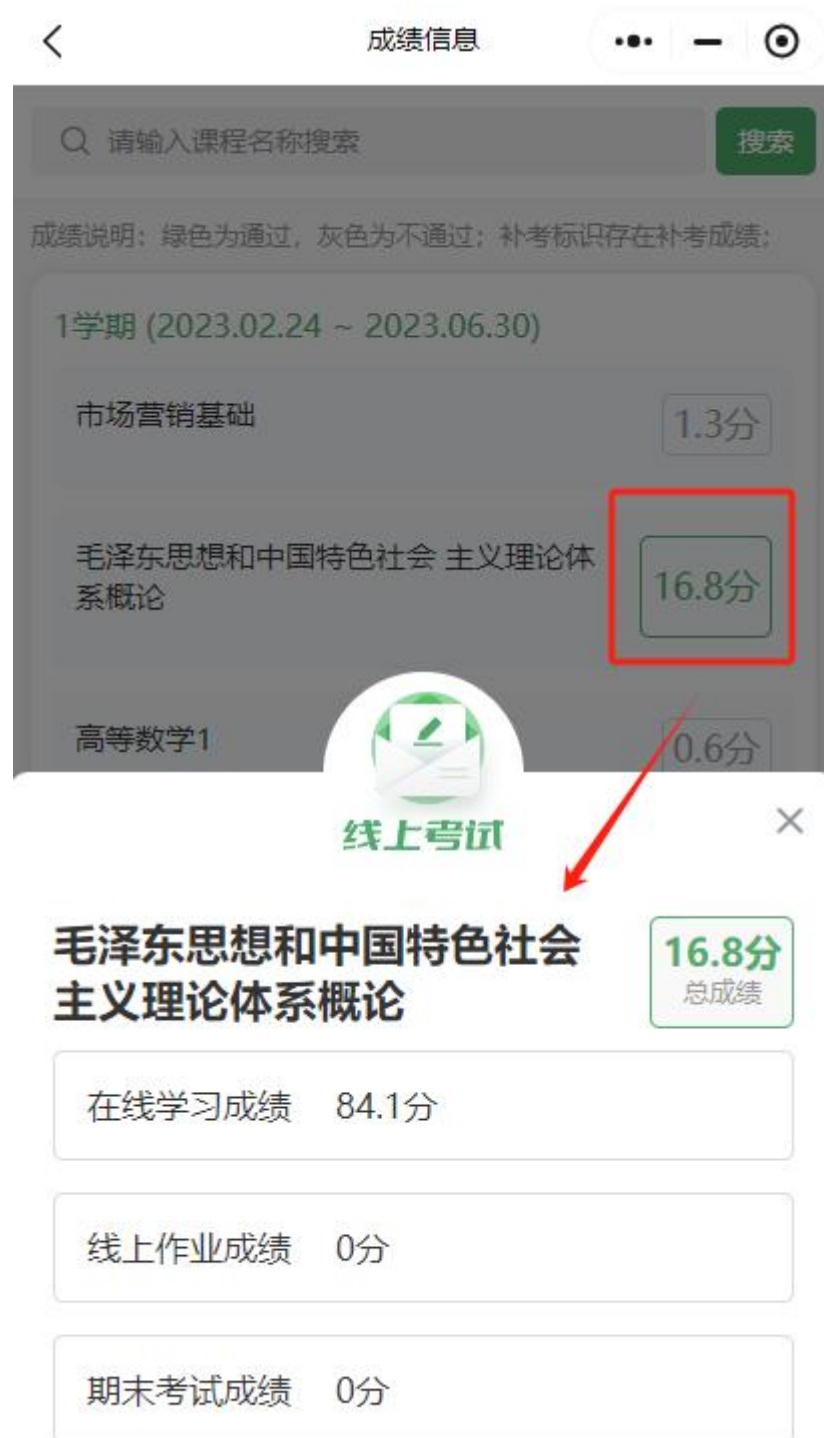 成绩信息
请输入课程名称搜索
搜索
成绩说明：绿色为通过，灰色为不通过；补考标识存在补考成绩；
1学期 (2023.02.24 ~ 2023.06.30)
市场营销基础
1.3分
毛泽东思想和中国特色社会 主义理论体
系概论
16.8分
高等数学1
0.6分
线上考试
毛泽东思想和中国特色社会
主义理论体系概论
16.8分
总成绩
在线学习成绩 84.1分
线上作业成绩 0分
期末考试成绩 0分